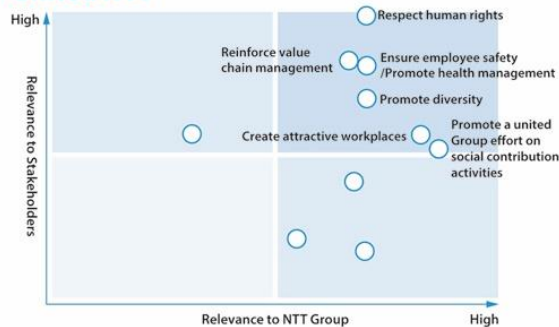 High
Respect human rights
Reinforce value
chain management
Ensure employee safety
/Promote health management
Promote diversity
Create attractive workplaces
Promote a united
Group effort on
social contribution
activities
Relevance to Stakeholders
Relevance to NTT Group
High